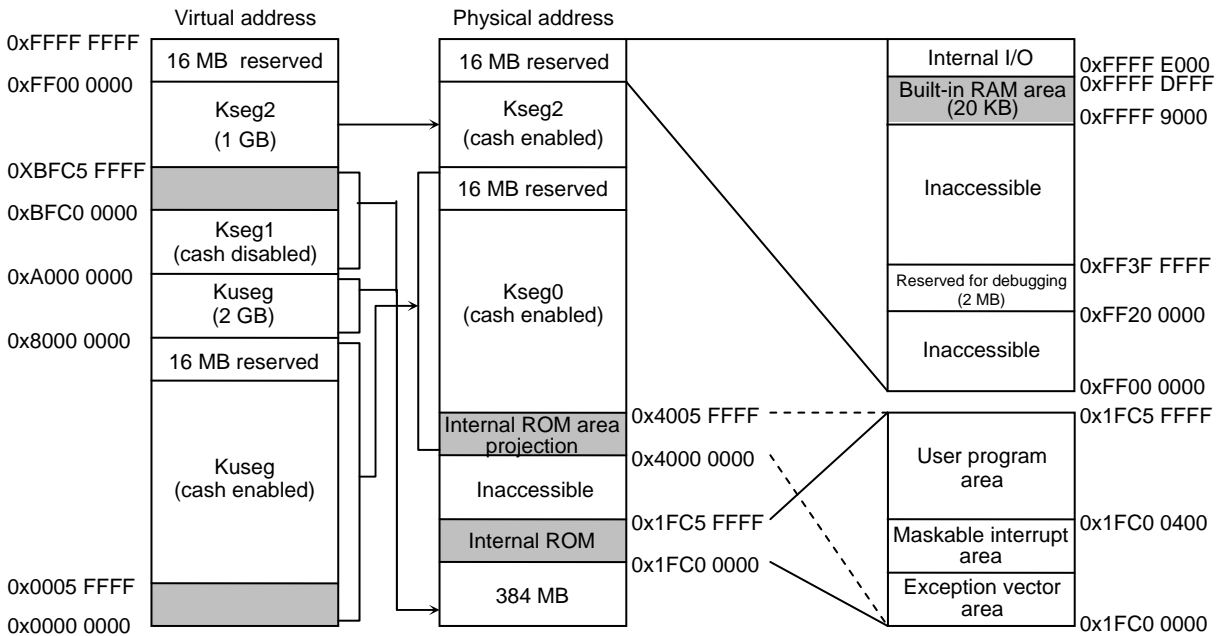 Virtual address
0xFFFF FFFF
16 MB reserved
0xFF00 0000
Kseg2
(1 GB)
0XBFC5 FFFF
0xBFC0 0000
Kseg1
(cash disabled)
0xA000 0000
Kuseg
(2 GB)
0x8000 0000
16 MB reserved
Kuseg
(cash enabled)
0x0005 FFFF
0x0000 0000
Physical address
16 MB reserved
Kseg2
(cash enabled)
16 MB reserved
Kseg0
(cash enabled)
Internal ROM area
projection
0x4005 FFFF
0x4000 0000
Inaccessible
0x1FC5 FFFF
Internal ROM
0x1FC0 0000
384 MB
Internal I/O
0xFFFF E000
0xFFFF DFFF
Built-in RAM area
(20 KB)
0xFFFF 9000
Inaccessible
0xFF3F FFFF
Reserved for debugging
(2 MB)
0xFF20 0000
Inaccessible
0xFF00 0000
0x1FC5 FFFF
User program
area
0x1FC0 0400
Maskable interrupt
area
Exception vector
area
0x1FC0 0000